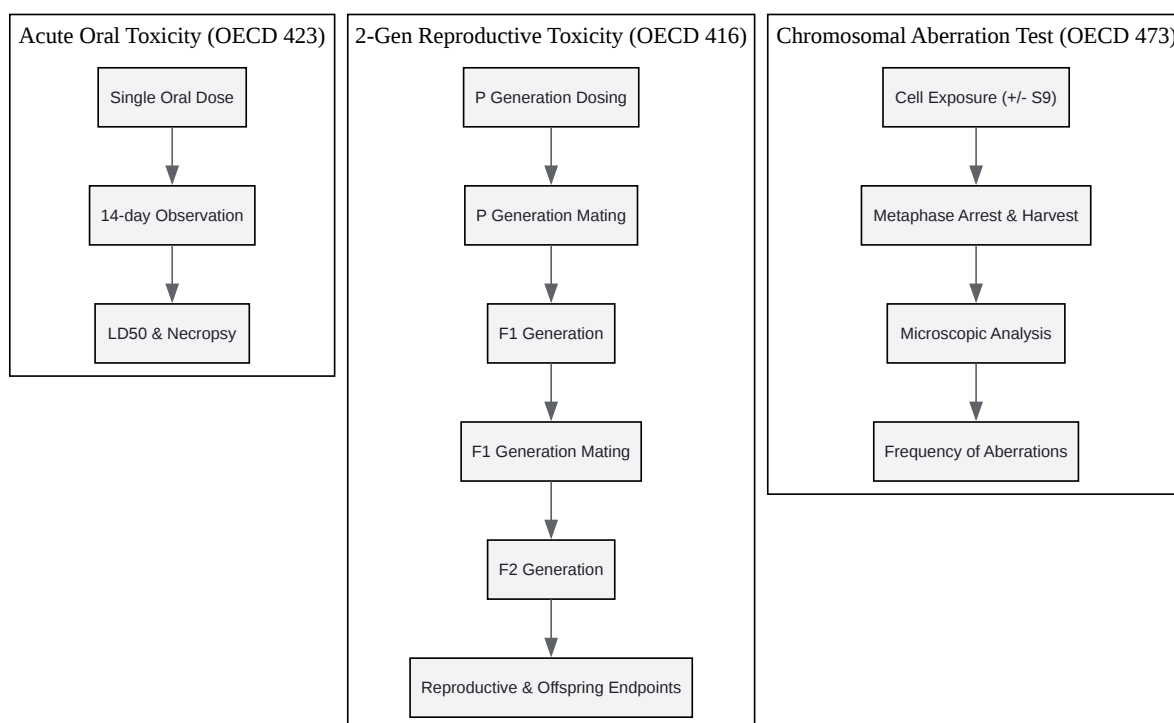 Acute Oral Toxicity (OECD 423)
Single Oral Dose
14-day Observation
LD50 & Necropsy
2-Gen Reproductive Toxicity (OECD 416)
P Generation Dosing
P Generation Mating
F1 Generation
F1 Generation Mating
F2 Generation
Reproductive & Offspring Endpoints
Chromosomal Aberration Test (OECD 473)
Cell Exposure (+/- S9)
Metaphase Arrest & Harvest
Microscopic Analysis
Frequency of Aberrations